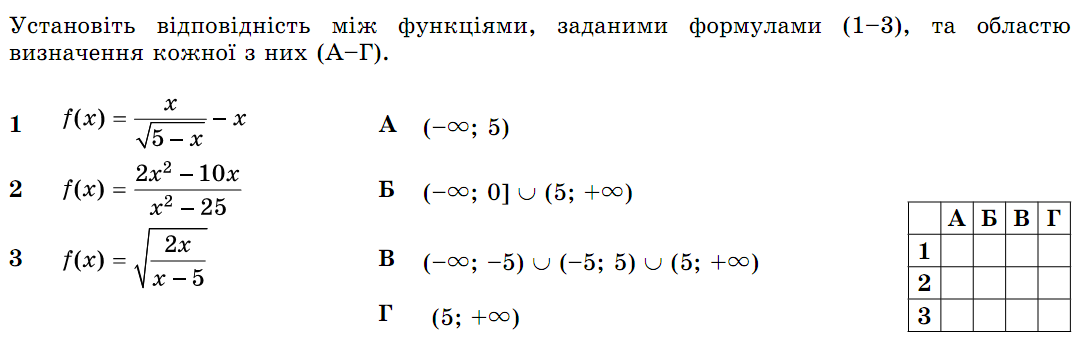 Установіть відповідність між функціями, заданими формулами (1–3), та областю
визначення кожної з них (А–Г).
1 f(x) = x/√(5 – x) – x А (–∞; 5)
2 f(x) = (2x² – 10x)/(x² – 25) Б (–∞; 0] ∪ (5; +∞)
3 f(x) = √(2x/(x – 5)) В (–∞; –5) ∪ (–5; 5) ∪ (5; +∞)
Г (5; +∞)
А Б В Г
1
2
3